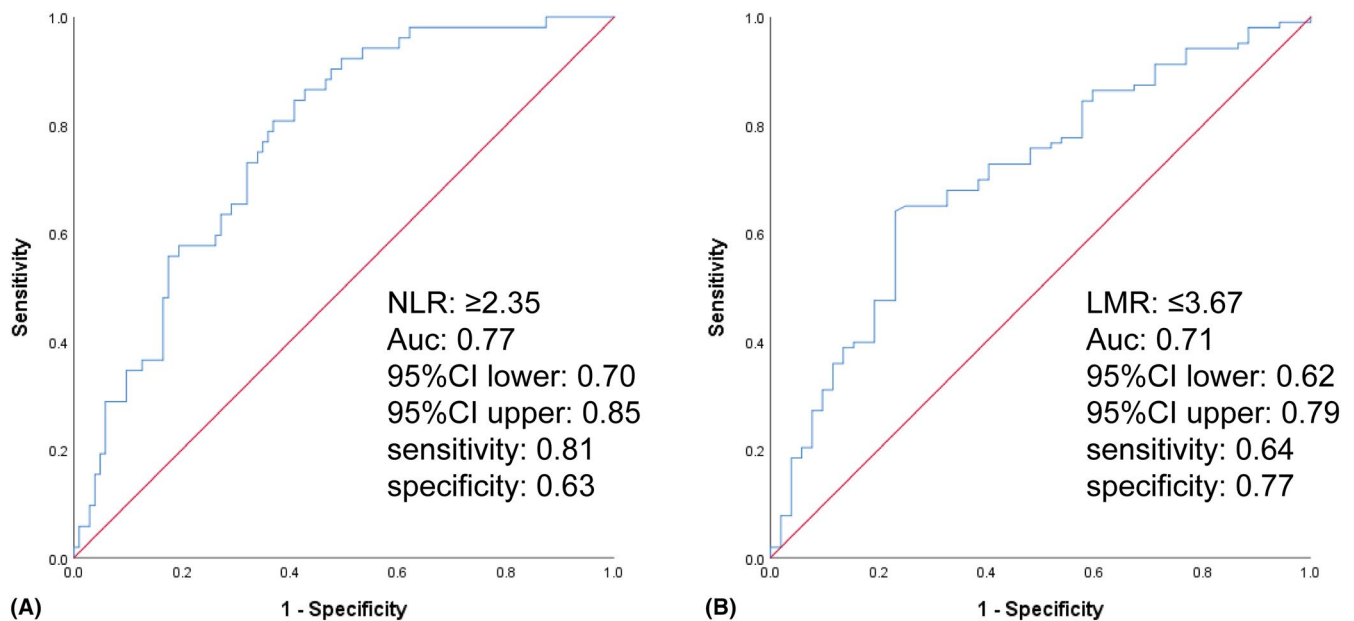 1.0
0.8
0.6
0.4
0.2
0.0
Sensitivity
NLR: ≥2.35
Auc: 0.77
95%CI lower: 0.70
95%CI upper: 0.85
sensitivity: 0.81
specificity: 0.63
0.0 0.2 0.4 0.6 0.8 1.0
(A) 1 - Specificity
1.0
0.8
0.6
0.4
0.2
0.0
Sensitivity
LMR: ≤3.67
Auc: 0.71
95%CI lower: 0.62
95%CI upper: 0.79
sensitivity: 0.64
specificity: 0.77
0.0 0.2 0.4 0.6 0.8 1.0
(B) 1 - Specificity